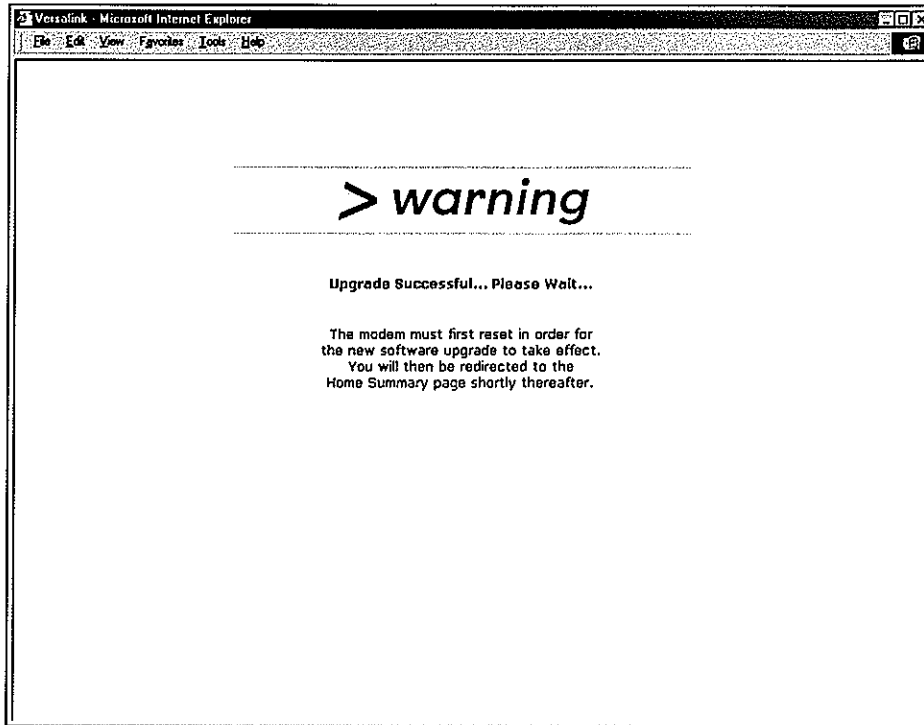 Versalink - Microsoft Internet Explorer
File Edit View Favorites Tools Help
> warning
Upgrade Successful... Please Wait...
The modem must first reset in order for
the new software upgrade to take effect.
You will then be redirected to the
Home Summary page shortly thereafter.